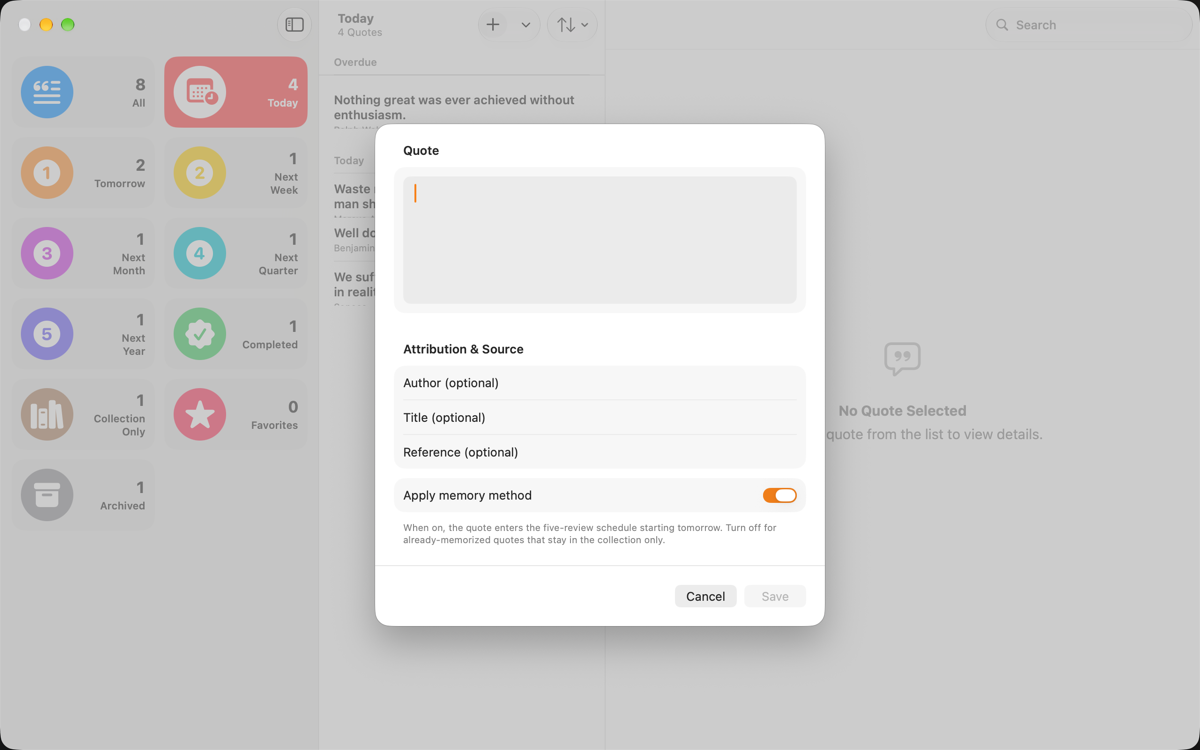 Today
4 Quotes
Search
8
All
4
Today
1
2
Tomorrow
2
1
Next
Week
3
1
Next
Month
4
1
Next
Quarter
5
1
Next
Year
1
Completed
1
Collection
Only
0
Favorites
1
Archived
Overdue
Nothing great was ever achieved without
enthusiasm.
Today
Waste
man sh
Well do
Benjamin
We suf
in realit
Quote
Attribution & Source
Author (optional)
Title (optional)
Reference (optional)
Apply memory method
When on, the quote enters the five-review schedule starting tomorrow. Turn off for
already-memorized quotes that stay in the collection only.
Cancel
Save
No Quote Selected
quote from the list to view details.